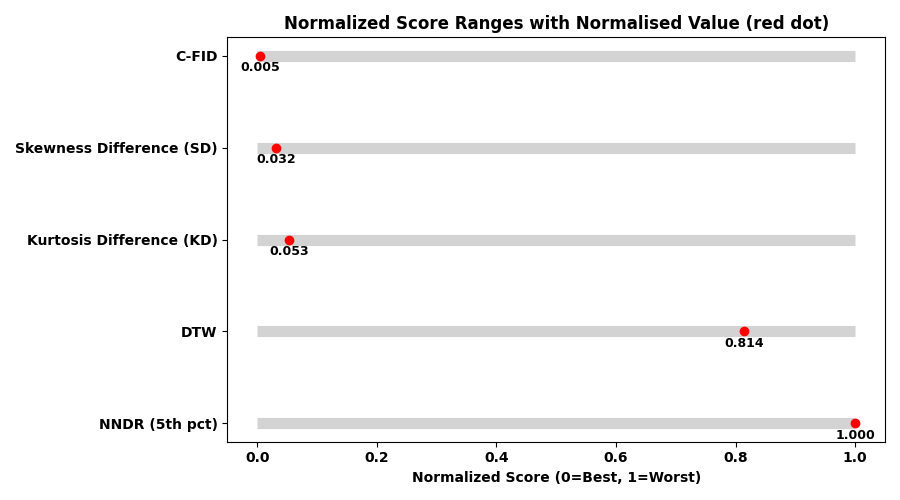 Normalized Score Ranges with Normalised Value (red dot)
C-FID
0.005
Skewness Difference (SD)
0.032
Kurtosis Difference (KD)
0.053
DTW
0.814
NNDR (5th pct)
1.000
0.0 0.2 0.4 0.6 0.8 1.0
Normalized Score (0=Best, 1=Worst)